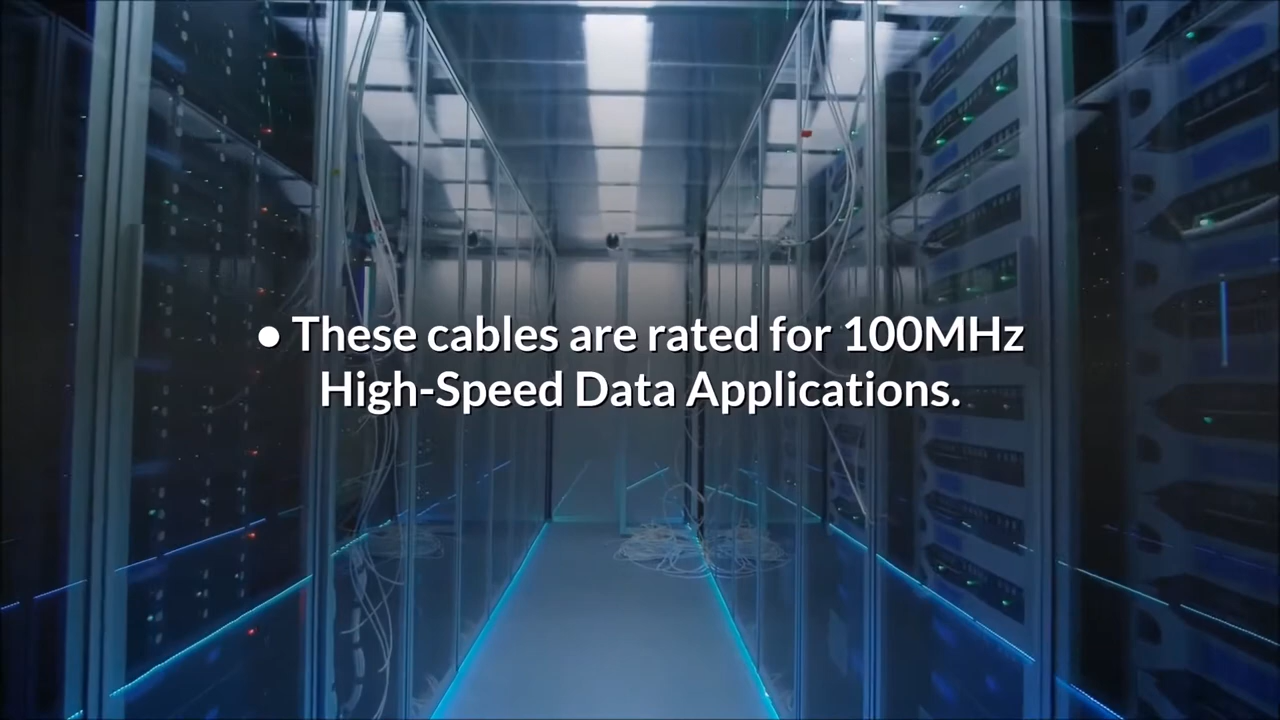 ● These cables are rated for 100MHz
High-Speed Data Applications.